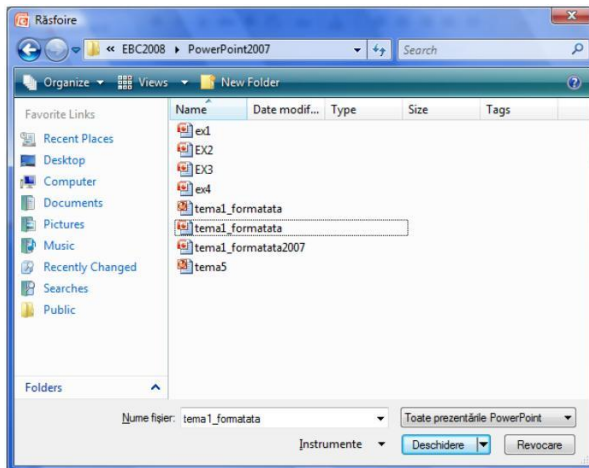 Răsfoire
« EBC2008 ▸ PowerPoint2007
Search
Organize
Views
New Folder
Favorite Links
Recent Places
Desktop
Computer
Documents
Pictures
Music
Recently Changed
Searches
Public
Folders
Name Date modif... Type Size Tags
ex1
EX2
EX3
ex4
tema1_formatata
tema1_formatata
tema1_formatata2007
tema5
Nume fișier: tema1_formatata
Toate prezentările PowerPoint
Instrumente
Deschidere
Revocare